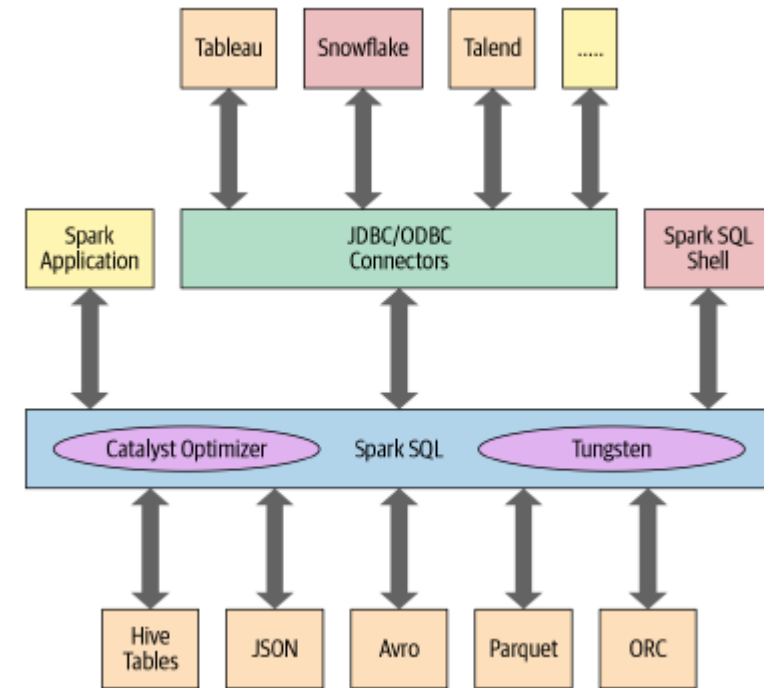 Tableau
Snowflake
Talend
.....
Spark
Application
JDBC/ODBC
Connectors
Spark SQL
Shell
Catalyst Optimizer
Spark SQL
Tungsten
Hive
Tables
JSON
Avro
Parquet
ORC